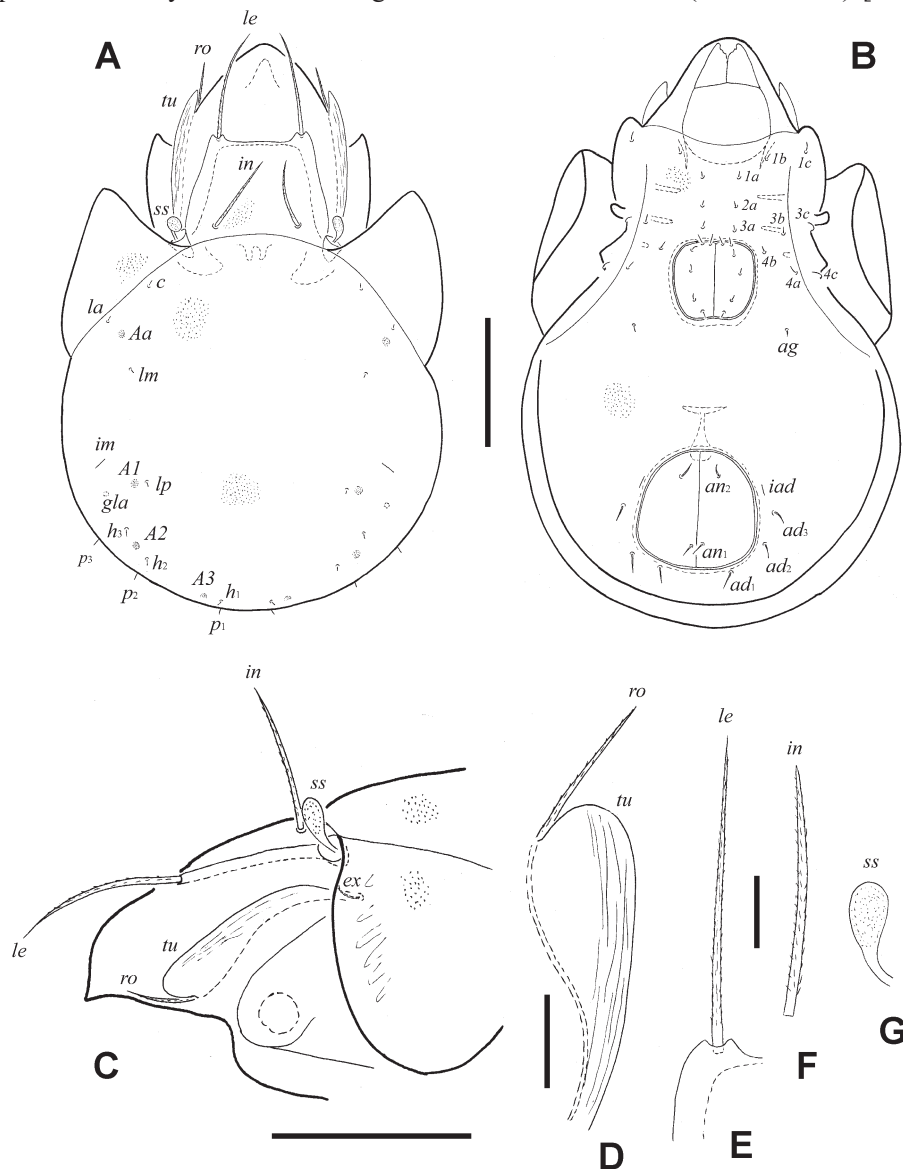 A
le
ro
tu
in
ss
c
la
Aa
lm
im
A1
lp
gla
h3
A2
p3
h2
p2
A3
h1
p1
B
1b
1c
1a
2a
3c
3b
3a
4b
4a
4c
ag
an2
iad
ad3
an1
ad2
ad1
in
ss
ex
le
tu
ro
C
ro
tu
D
le
E
in
F
ss
G